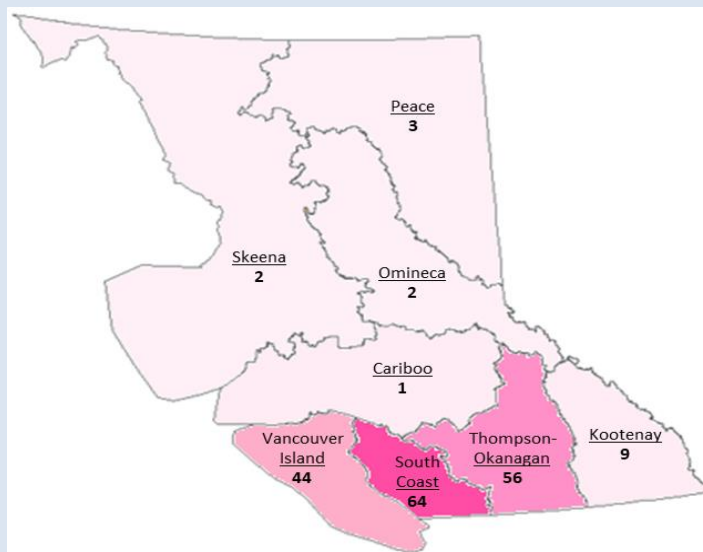 Peace
3
Skeena
2
Omineca
2
Cariboo
1
Vancouver
Island
44
South
Coast
64
Thompson-
Okanagan
56
Kootenay
9